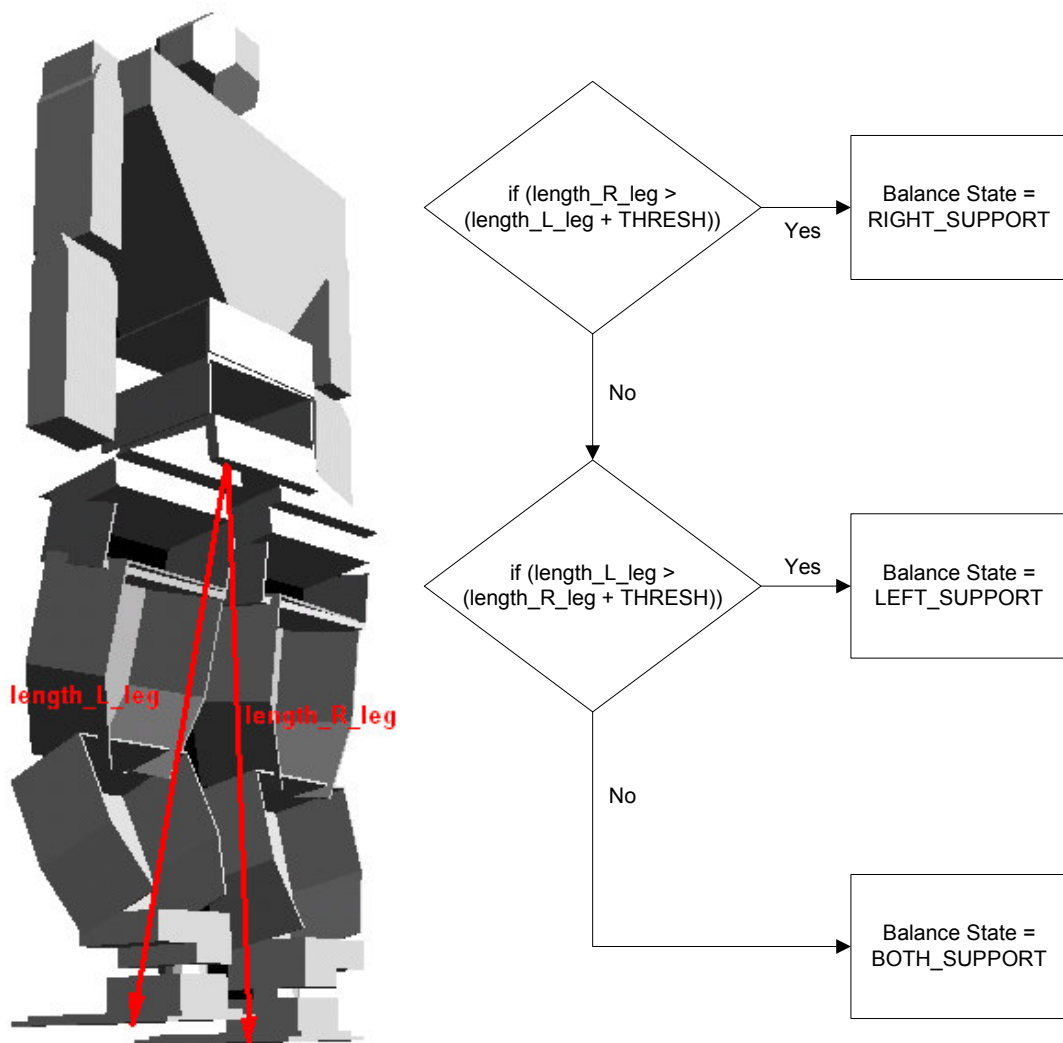 if (length_R_leg >
(length_L_leg + THRESH))
Yes
Balance State =
RIGHT_SUPPORT
No
if (length_L_leg >
(length_R_leg + THRESH))
Yes
Balance State =
LEFT_SUPPORT
length_L_leg
length_R_leg
No
Balance State =
BOTH_SUPPORT